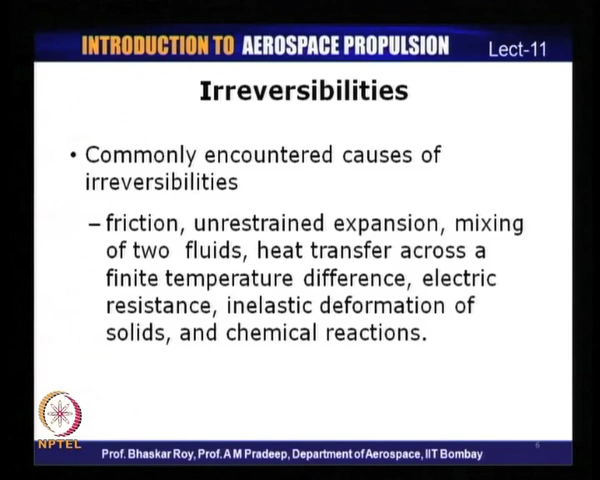 INTRODUCTION TO AEROSPACE PROPULSION
Lect-11
Irreversibilities
• Commonly encountered causes of
irreversibilities
– friction, unrestrained expansion, mixing
of two fluids, heat transfer across a
finite temperature difference, electric
resistance, inelastic deformation of
solids, and chemical reactions.
NPTEL
6
Prof. Bhaskar Roy, Prof. A M Pradeep, Department of Aerospace, IIT Bombay